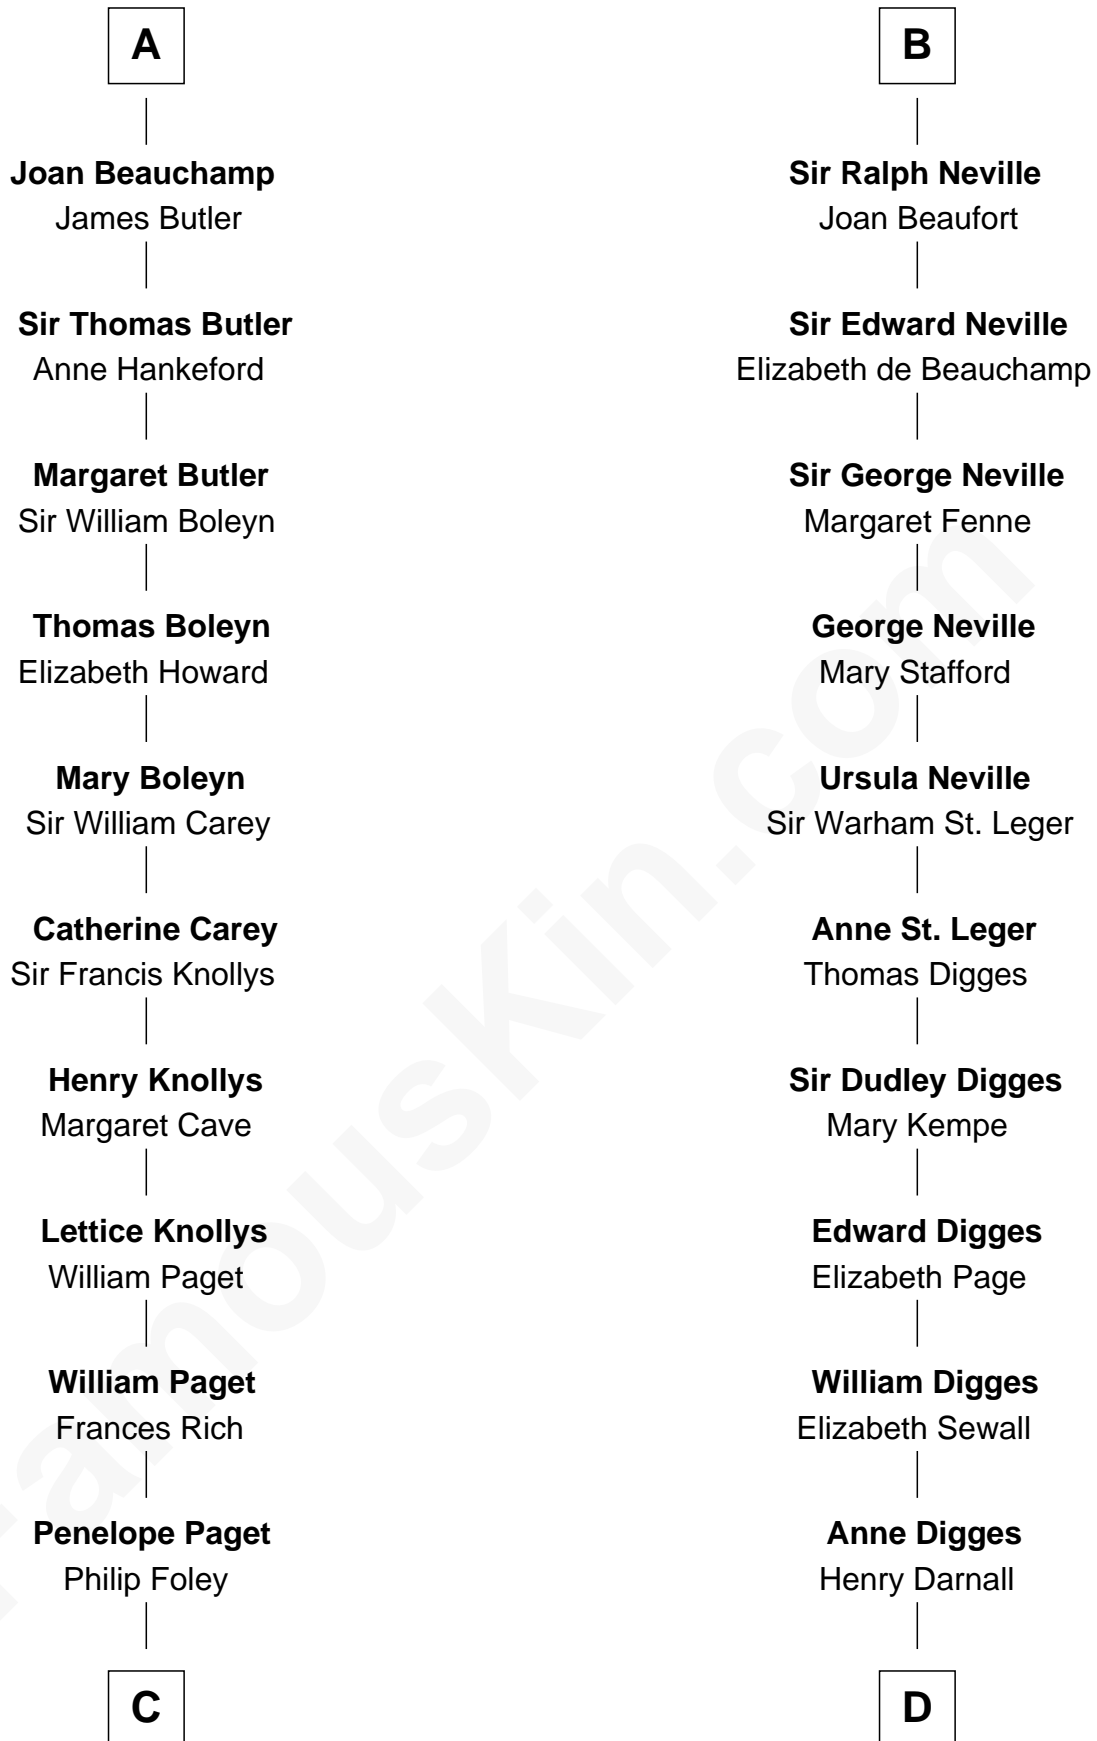 A
Joan Beauchamp
James Butler
Sir Thomas Butler
Anne Hankeford
Margaret Butler
Sir William Boleyn
Thomas Boleyn
Elizabeth Howard
Mary Boleyn
Sir William Carey
Catherine Carey
Sir Francis Knollys
Henry Knollys
Margaret Cave
Lettice Knollys
William Paget
William Paget
Frances Rich
Penelope Paget
Philip Foley
C
B
Sir Ralph Neville
Joan Beaufort
Sir Edward Neville
Elizabeth de Beauchamp
Sir George Neville
Margaret Fenne
George Neville
Mary Stafford
Ursula Neville
Sir Warham St. Leger
Anne St. Leger
Thomas Digges
Sir Dudley Digges
Mary Kempe
Edward Digges
Elizabeth Page
William Digges
Elizabeth Sewall
Anne Digges
Henry Darnall
D
FamousKin.com